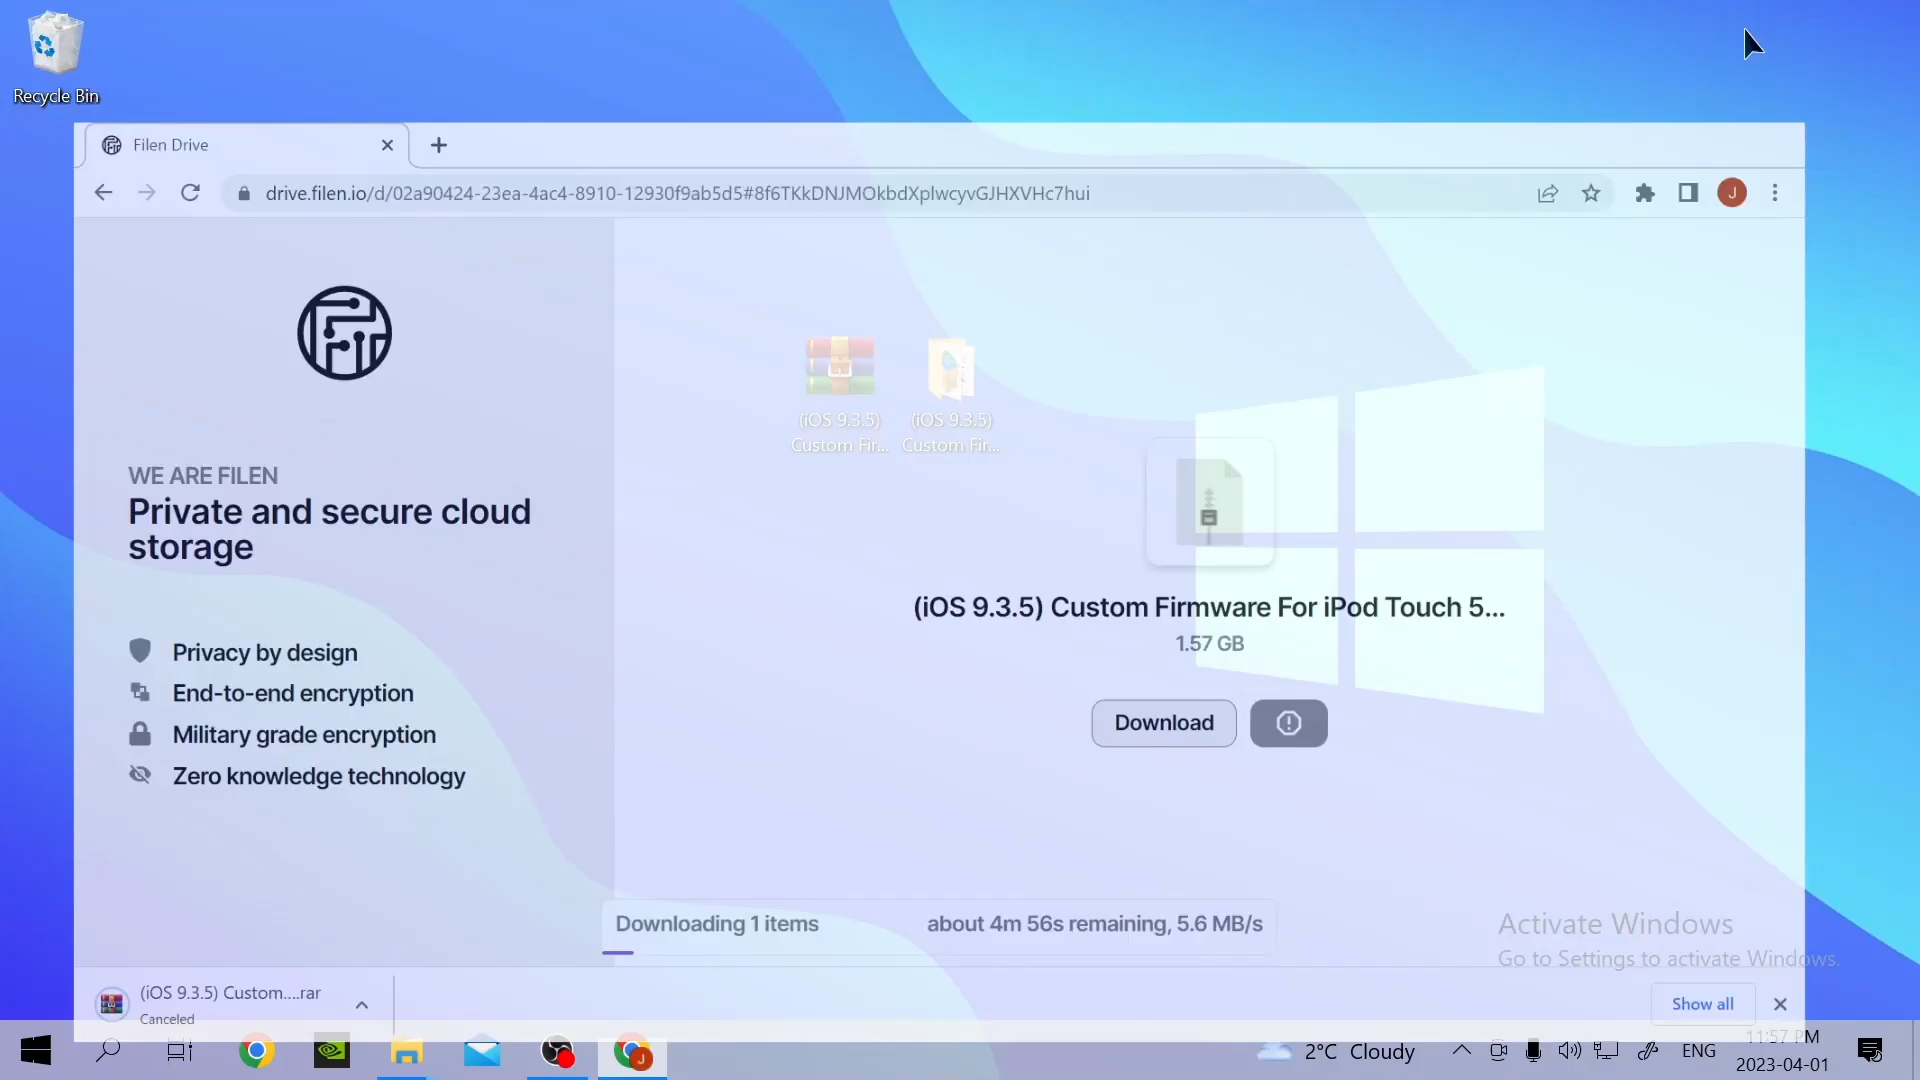 Recycle Bin
Filen Drive
drive.filen.io/d/02a90424-23ea-4ac4-8910-12930f9ab5d5#8f6TKkDNJMOkbdXplwcyvGJHXVHc7hui
J
WE ARE FILEN
Private and secure cloud
storage
Privacy by design
End-to-end encryption
Military grade encryption
Zero knowledge technology
(iOS 9.3.5)
Custom Fir...
(iOS 9.3.5)
Custom Fir...
(iOS 9.3.5) Custom Firmware For iPod Touch 5...
1.57 GB
Download
Downloading 1 items
about 4m 56s remaining, 5.6 MB/s
Activate Windows
Go to Settings to activate Windows.
(iOS 9.3.5) Custom....rar
Canceled
Show all
J
2°C Cloudy
ENG
11:57 PM
2023-04-01